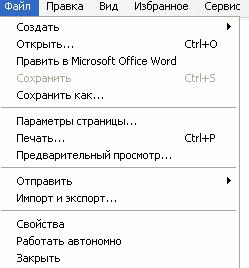 Файл Правка Вид Избранное Сервис
Создать
Открыть... Ctrl+O
Править в Microsoft Office Word
Сохранить Ctrl+S
Сохранить как...
Параметры страницы...
Печать... Ctrl+P
Предварительный просмотр...
Отправить
Импорт и экспорт...
Свойства
Работать автономно
Закрыть